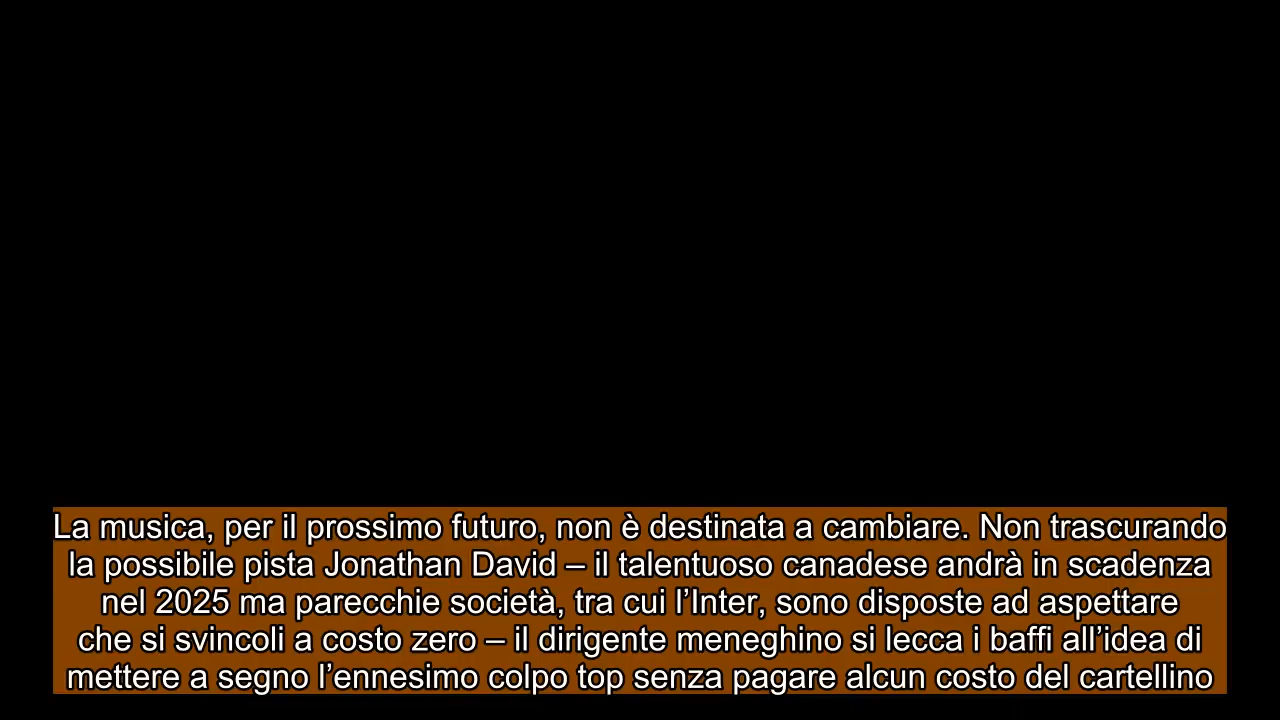 La musica, per il prossimo futuro, non è destinata a cambiare. Non trascurando
la possibile pista Jonathan David – il talentuoso canadese andrà in scadenza
nel 2025 ma parecchie società, tra cui l’Inter, sono disposte ad aspettare
che si svincoli a costo zero – il dirigente meneghino si lecca i baffi all’idea di
mettere a segno l’ennesimo colpo top senza pagare alcun costo del cartellino